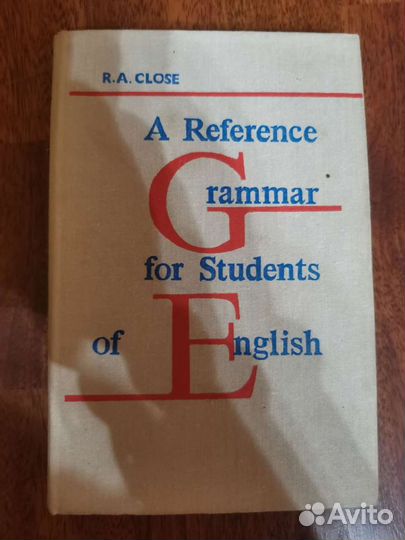 R.A. CLOSE
A Reference
Grammar
for Students
of English
Avito